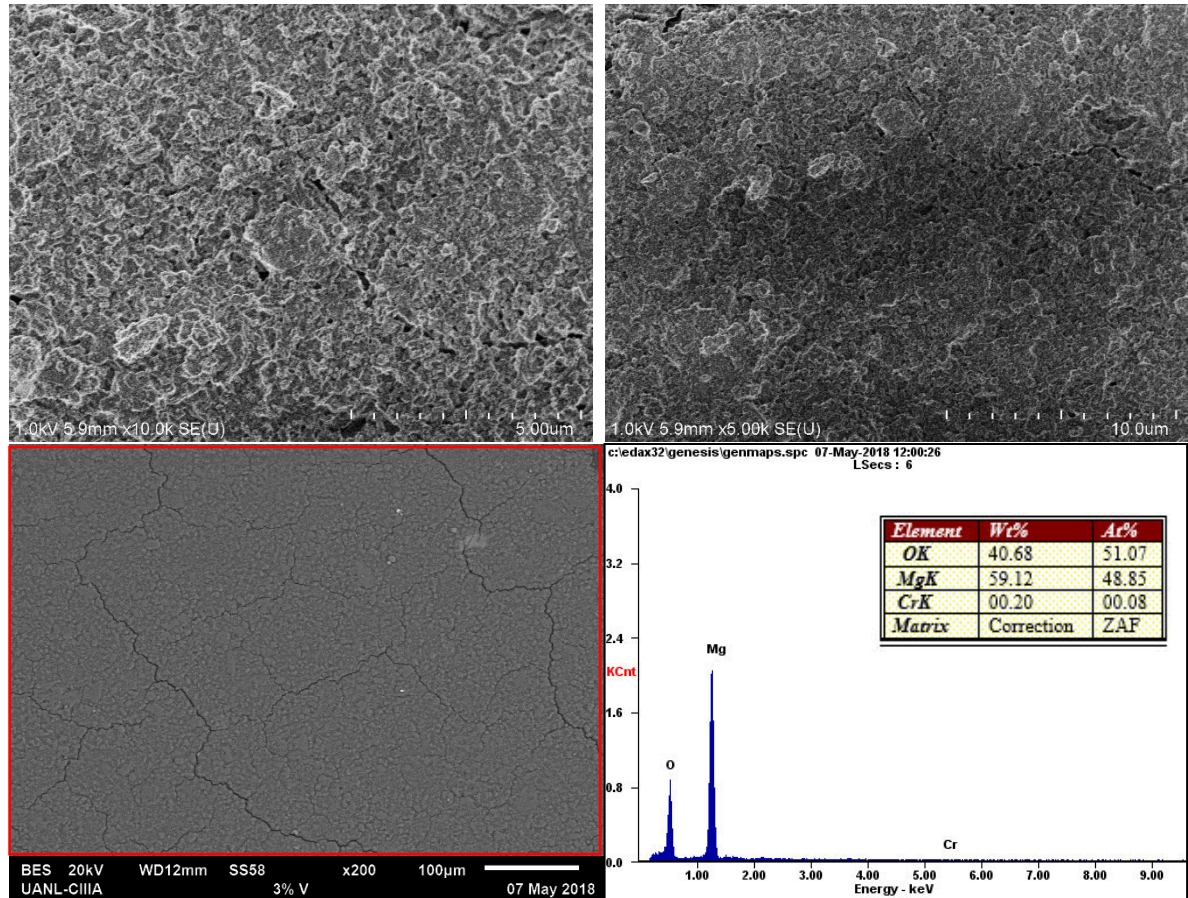 1.0kV 5.9mm x10.0k SE(U)
5.00um
1.0kV 5.9mm x5.00k SE(U)
10.0um
BES 20kV WD12mm SS58 x200 100µm
UANL-CIIIA 3% V 07 May 2018
c:\edax32\genesis\genmaps.spc 07-May-2018 12:00:26
LSecs : 6
4.0
3.2
2.4
KCnt
1.6
0.8
0.0
Element Wt% At%
OK 40.68 51.07
MgK 59.12 48.85
CrK 00.20 00.08
Matrix Correction ZAF
Mg
O
Cr
1.00 2.00 3.00 4.00 5.00 6.00 7.00 8.00 9.00
Energy - keV